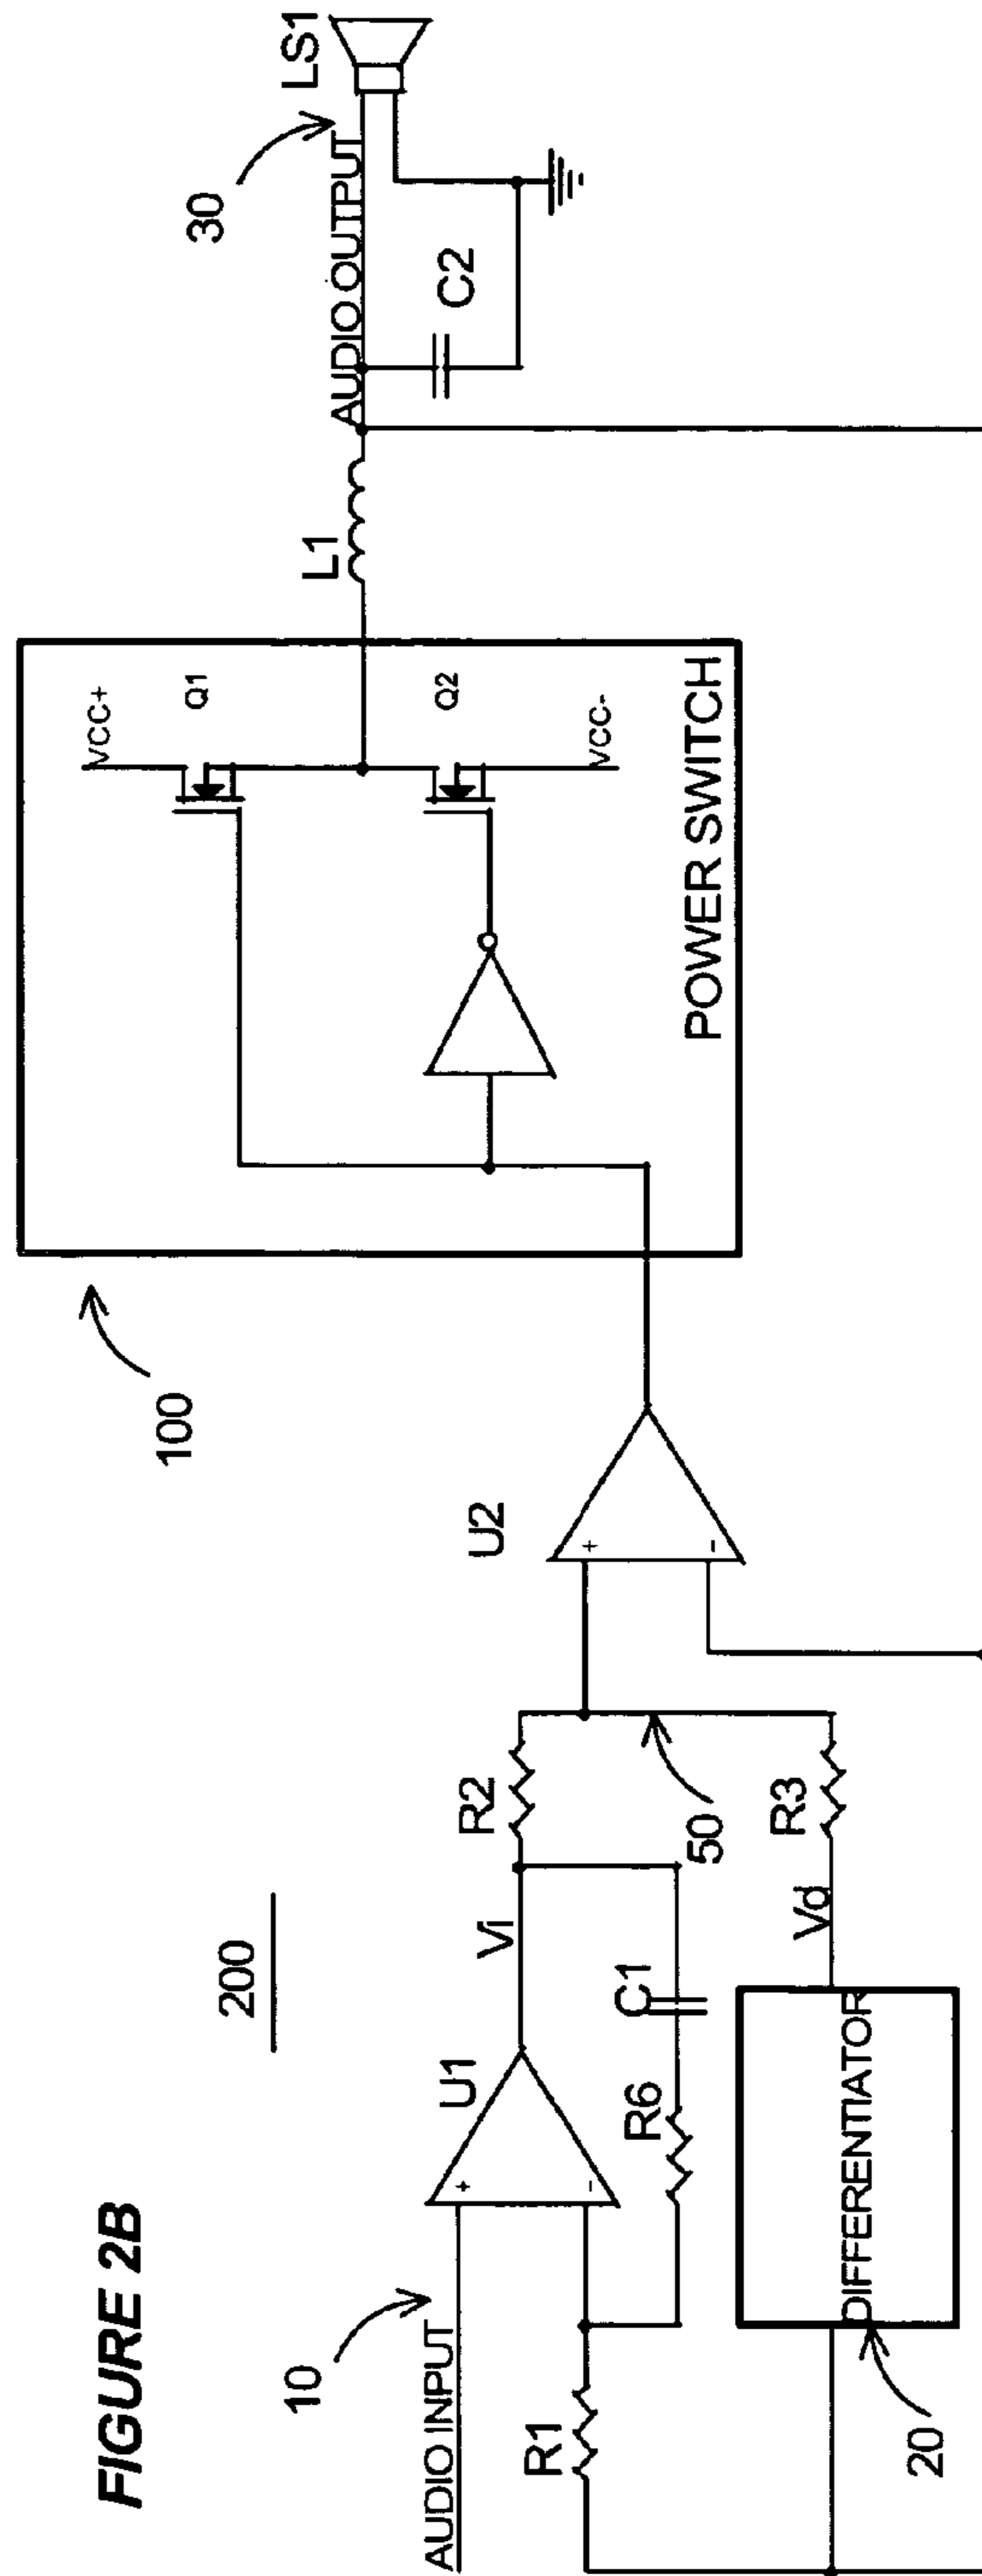 FIGURE 2B
200
10
AUDIO INPUT
R1
+
-
U1
Vi
R6
C1
R2
50
20
DIFFERENTIATOR
Vd
R3
U2
+
-
100
POWER SWITCH
VCC+
Q1
Q2
VCC-
L1
AUDIO OUTPUT
30
C2
LS1